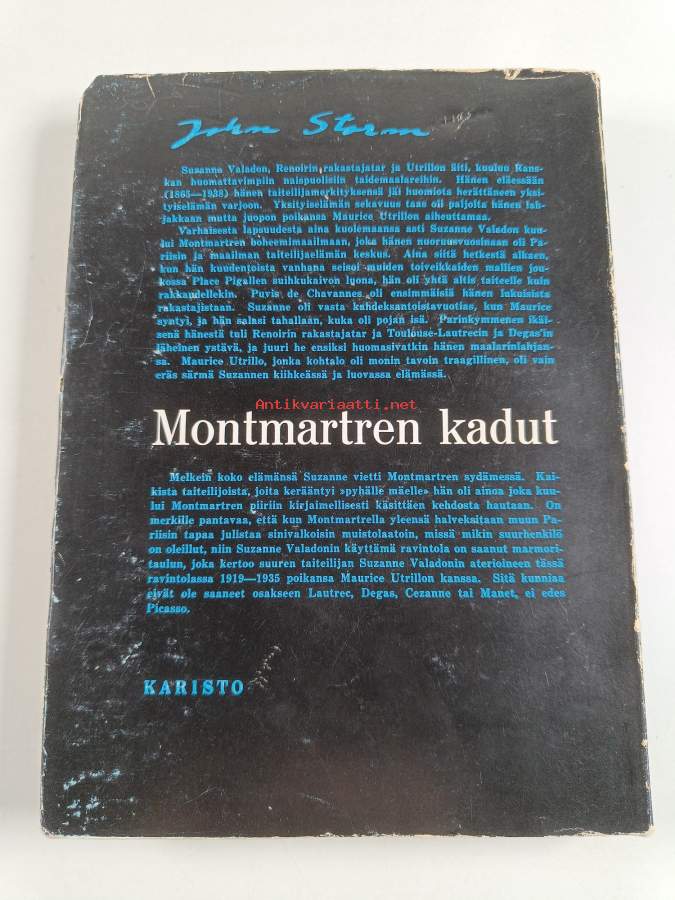 John Storm
Susanne Valadon, Renoirin rakastajatar ja Utrillon äiti, kuuluu Rans-
kan huomattavimpiin naispuolisiin taidemaalareihin. Hänen eläessään
(1865—1938) hänen taiteilijamerkityksensä jäi huomiota herättäneen yksi-
tyiselämän varjoon. Yksityiselämän sekavuus taas oli paljolta hänen lah-
jakkaan mutta juopon poikansa Maurice Utrillon aiheuttamaa.
Varhaisesta lapsuudesta aina kuolemaansa asti Suzanne Valadon kuu-
lui Montmartren boheemimaailmaan, joka hänen nuoruusvuosinaan oli Pa-
riisin ja maailman taiteilijaelämän keskus. Aina siitä hetkestä alkaen,
kun hän kuudentoista vanhana seisoi muiden toiveikkaiden mallien jou-
kossa Place Pigallen suihkukaivon luona, hän oli yhtä altis taiteelle kuin
rakkaudellekin. Puvis de Chavannes oli ensimmäisiä hänen lukuisista
rakastajistaan. Suzanne oli vasta kahdeksantoistavuotias, kun Maurice
syntyi, ja hän salasi tahallaan, kuka oli pojan isä. Parinkymmenen ikäi-
senä hänestä tuli Renoirin rakastajatar ja Toulouse-Lautrecin ja Degas'in
läheinen ystävä, ja juuri he ensiksi huomasivatkin hänen maalarinlahjan-
sa. Maurice Utrillo, jonka kohtalo oli monin tavoin traagillinen, oli vain
eräs särmä Suzannen kiihkeässä ja luovassa elämässä.
Antikvariaatti.net
Montmartren kadut
Melkein koko elämänsä Suzanne vietti Montmartren sydämessä. Kai-
kista taiteilijoista, joita kerääntyi »pyhälle mäelle» hän oli ainoa joka kuu-
lui Montmartren piiriin kirjaimellisesti käsittäen kehdosta hautaan. On
merkille pantavaa, että kun Montmartrella yleensä halveksitaan muun Pa-
riisin tapaa julistaa sinivalkoisin muistolaatoin, missä mikin suurhenkilö
on oleillut, niin Suzanne Valadonin käyttämä ravintola on saanut marmori-
taulun, joka kertoo suuren taiteilijan Suzanne Valadonin aterioineen tässä
ravintolassa 1919—1935 poikansa Maurice Utrillon kanssa. Sitä kunniaa
eivät ole saaneet osakseen Lautrec, Degas, Cezanne tai Manet, ei edes
Picasso.
KARISTO